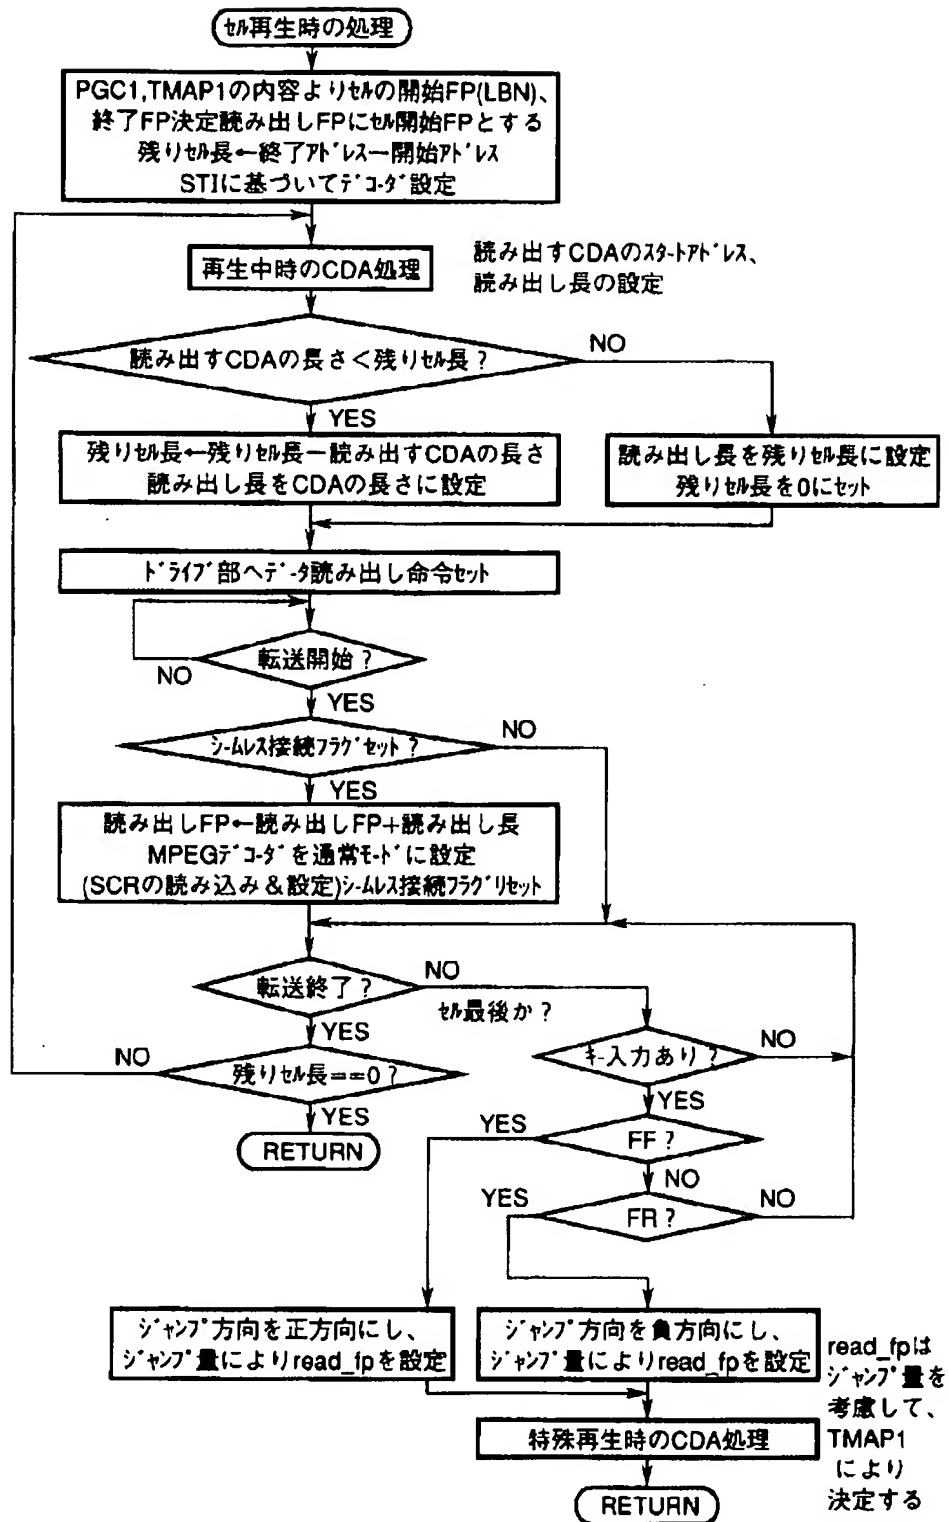 ｾﾙ再生時の処理
PGC1,TMAP1の内容よりｾﾙの開始FP(LBN)、
終了FP決定読み出しFPにｾﾙ開始FPとする
残りｾﾙ長←終了ｱﾄﾞﾚｽー開始ｱﾄﾞﾚｽ
STIに基づいてﾃﾞｺｰﾀﾞ設定
再生中時のCDA処理
読み出すCDAのｽﾀｰﾄｱﾄﾞﾚｽ、
読み出し長の設定
読み出すCDAの長さ＜残りｾﾙ長？
NO
YES
残りｾﾙ長←残りｾﾙ長ー読み出すCDAの長さ
読み出し長をCDAの長さに設定
読み出し長を残りｾﾙ長に設定
残りｾﾙ長を0にｾｯﾄ
ﾄﾞﾗｲﾌﾞ部へﾃﾞｰﾀ読み出し命令ｾｯﾄ
転送開始？
NO
YES
ｼｰﾑﾚｽ接続ﾌﾗｸﾞｾｯﾄ？
NO
YES
読み出しFP←読み出しFP+読み出し長
MPEGﾃﾞｺｰﾀﾞを通常ﾓｰﾄﾞに設定
(SCRの読み込み＆設定)ｼｰﾑﾚｽ接続ﾌﾗｸﾞﾘｾｯﾄ
転送終了？
NO
ｾﾙ最後か？
YES
NO
残りｾﾙ長==0？
YES
RETURN
ｷｰ入力あり？
NO
YES
FF？
YES
NO
FR？
YES
NO
ｼﾞｬﾝﾌﾟ方向を正方向にし、
ｼﾞｬﾝﾌﾟ量によりread_fpを設定
ｼﾞｬﾝﾌﾟ方向を負方向にし、
ｼﾞｬﾝﾌﾟ量によりread_fpを設定
read_fpは
ｼﾞｬﾝﾌﾟ量を
考慮して、
TMAP1
により
決定する
特殊再生時のCDA処理
RETURN